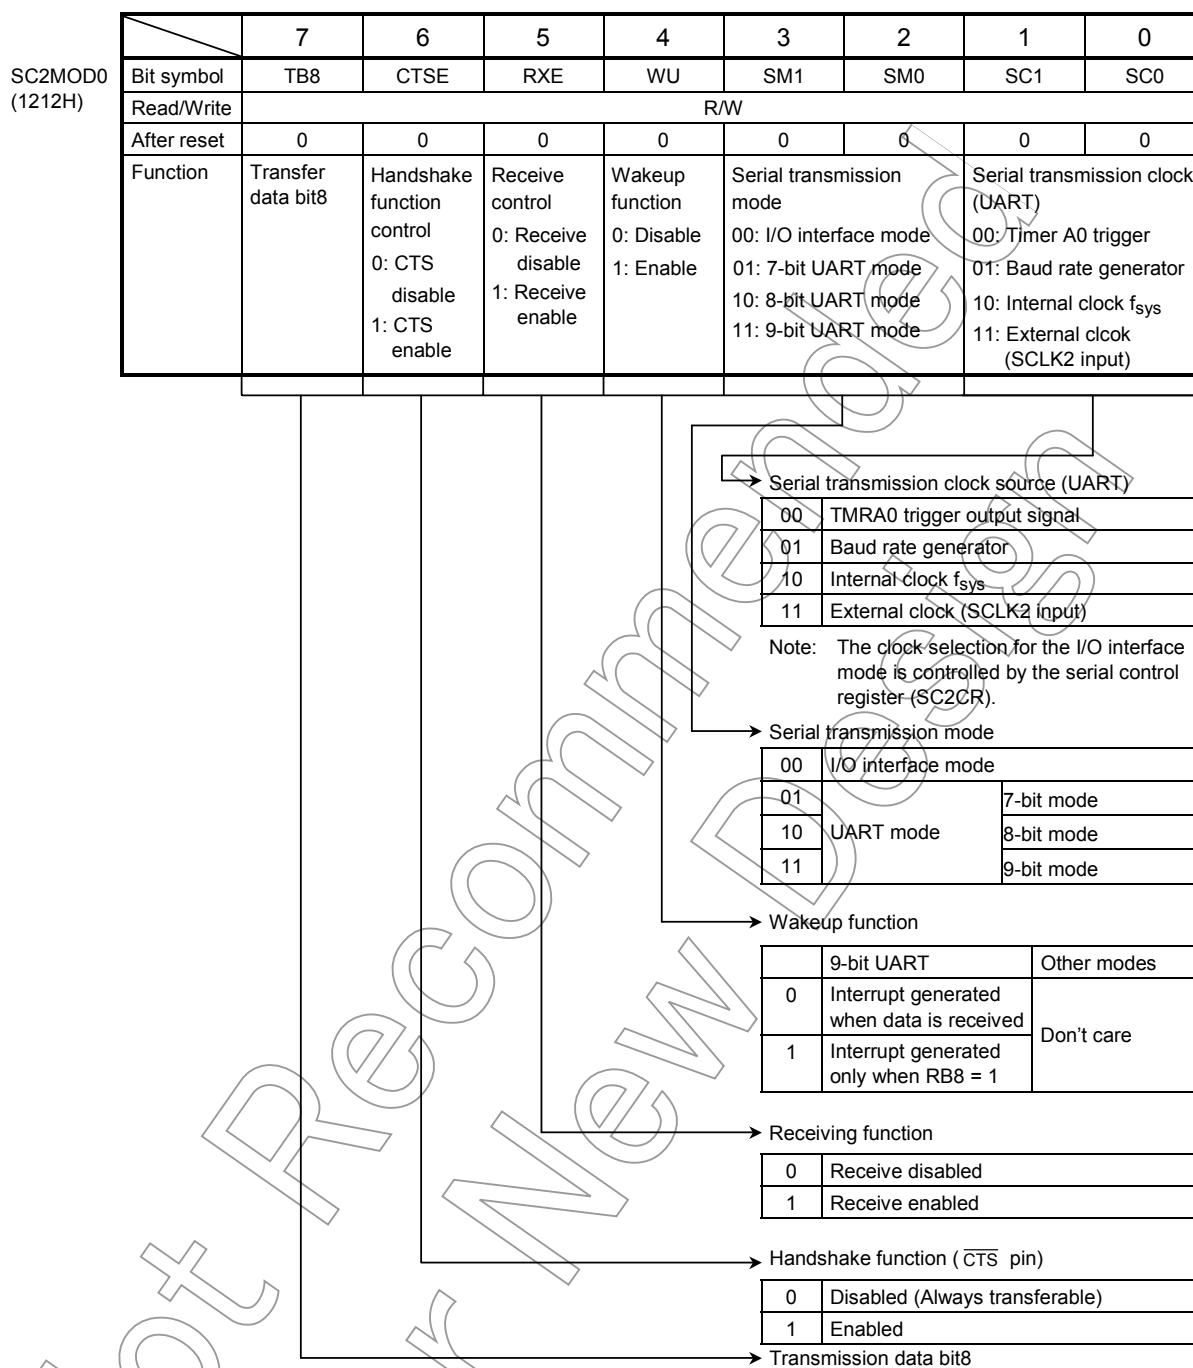 7 6 5 4 3 2 1 0
SC2MOD0 Bit symbol TB8 CTSE RXE WU SM1 SM0 SC1 SC0
(1212H) Read/Write R/W
After reset 0 0 0 0 0 0 0 0
Function
Transfer
data bit8
Handshake
function
control
0: CTS
disable
1: CTS
enable
Receive
control
0: Receive
disable
1: Receive
enable
Wakeup
function
0: Disable
1: Enable
Serial transmission
mode
00: I/O interface mode
01: 7-bit UART mode
10: 8-bit UART mode
11: 9-bit UART mode
Serial transmission clock
(UART)
00: Timer A0 trigger
01: Baud rate generator
10: Internal clock fsys
11: External clcok
(SCLK2 input)
Serial transmission clock source (UART)
00 TMRA0 trigger output signal
01 Baud rate generator
10 Internal clock fsys
11 External clock (SCLK2 input)
Note: The clock selection for the I/O interface
mode is controlled by the serial control
register (SC2CR).
Serial transmission mode
00 I/O interface mode
01 7-bit mode
10 UART mode 8-bit mode
11 9-bit mode
Wakeup function
9-bit UART Other modes
0 Interrupt generated
when data is received
Don't care
1 Interrupt generated
only when RB8 = 1
Receiving function
0 Receive disabled
1 Receive enabled
Handshake function ( CTS pin)
0 Disabled (Always transferable)
1 Enabled
Transmission data bit8
Not Recommended
for New Design